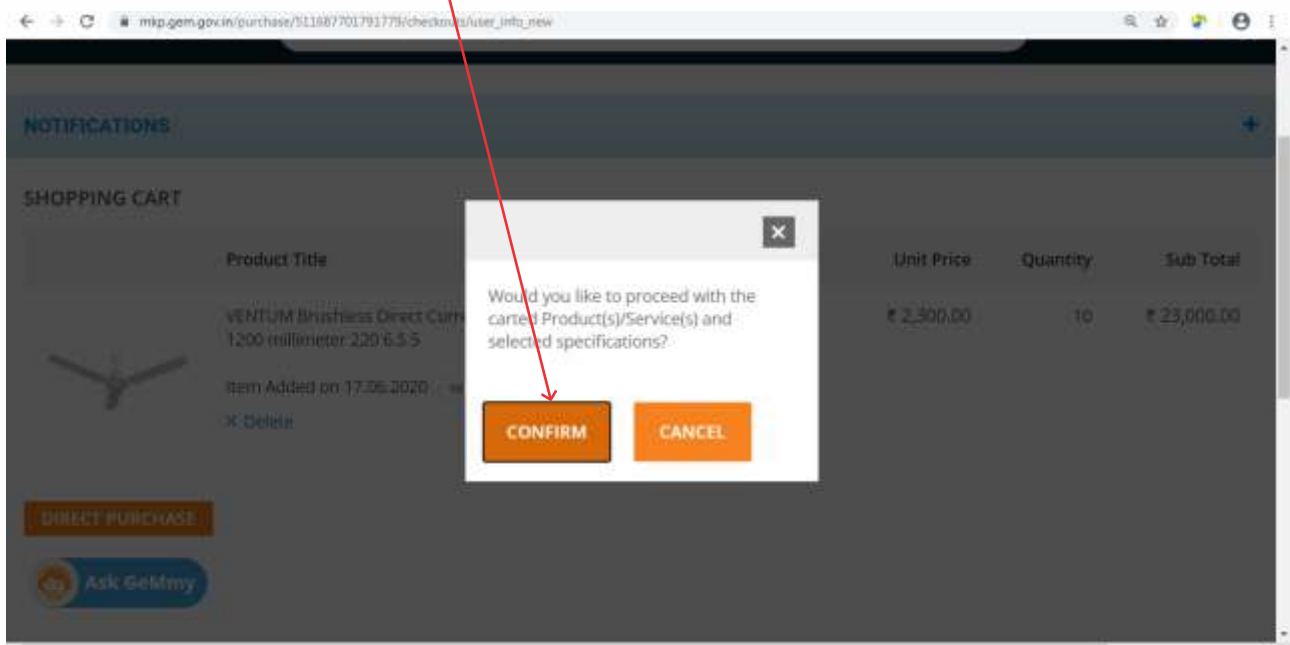 mkp.gem.gov.in/purchase/511687701791779/checkouts/user_info_new
NOTIFICATIONS
SHOPPING CART
Product Title Unit Price Quantity Sub Total
VENTUM Brushless Direct Curre ₹ 2,300.00 10 ₹ 23,000.00
1200 millimeter 220 6.5 5
Item Added on 17.06.2020
× Delete
Would you like to proceed with the
carted Product(s)/Service(s) and
selected specifications?
CONFIRM CANCEL
DIRECT PURCHASE
Ask GeMmy